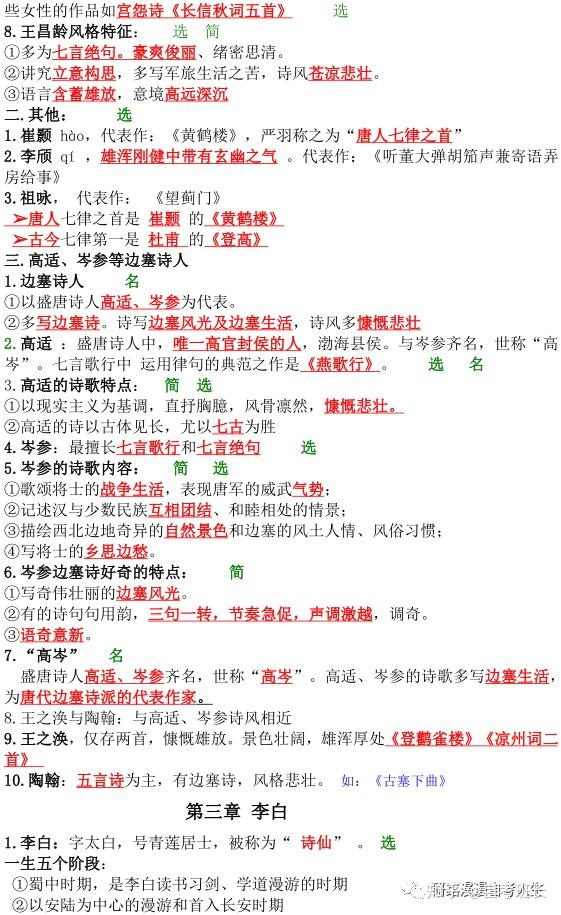 些女性的作品如宫怨诗《长信秋词五首》 选
8.王昌龄风格特征: 选 简
①多为七言绝句。豪爽俊丽、绪密思清。
②讲究立意构思，多写军旅生活之苦，诗风苍凉悲壮。
③语言含蓄雄放，意境高远深沉
二.其他: 选
1.崔颢 hào，代表作：《黄鹤楼》，严羽称之为“唐人七律之首”
2.李颀 qí ，雄浑刚健中带有玄幽之气 。代表作：《听董大弹胡笳声兼寄语弄
房给事》
3.祖咏， 代表作： 《望蓟门》
➢唐人七律之首是 崔颢 的《黄鹤楼》
➢古今七律第一是 杜甫 的《登高》
三.高适、岑参等边塞诗人
1.边塞诗人 名
①以盛唐诗人高适、岑参为代表。
②多写边塞诗。诗写边塞风光及边塞生活，诗风多慷慨悲壮
2.高适 ：盛唐诗人中，唯一高官封侯的人，渤海县侯。与岑参齐名，世称“高
岑”。七言歌行中 运用律句的典范之作是《燕歌行》。 选 名
3.高适的诗歌特点： 简 选
①以现实主义为基调，直抒胸臆，风骨凛然，慷慨悲壮。
②高适的诗以古体见长，尤以七古为胜
4.岑参：最擅长七言歌行和七言绝句 选
5.岑参的诗歌内容： 简 选
①歌颂将士的战争生活，表现唐军的威武气势；
②记述汉与少数民族互相团结、和睦相处的情景；
③描绘西北边地奇异的自然景色和边塞的风土人情、风俗习惯；
④写将士的乡思边愁。
6.岑参边塞诗好奇的特点： 简
①写奇伟壮丽的边塞风光。
②有的诗句句用韵，三句一转，节奏急促，声调激越，调奇。
③语奇意新。
7.“高岑” 名
盛唐诗人高适、岑参齐名，世称“高岑”。高适、岑参的诗歌多写边塞生活，
为唐代边塞诗派的代表作家。
8.王之涣与陶翰：与高适、岑参诗风相近
9.王之涣，仅存两首，慷慨雄放。景色壮阔，雄浑厚处《登鹳雀楼》《凉州词二
首》
10.陶翰：五言诗为主，有边塞诗，风格悲壮。 如：《古塞下曲》
第三章 李白
1.李白：字太白，号青莲居士，被称为“ 诗仙” 。 选
一生五个阶段：
①蜀中时期，是李白读书习剑、学道漫游的时期
②以安陆为中心的漫游和首入长安时期